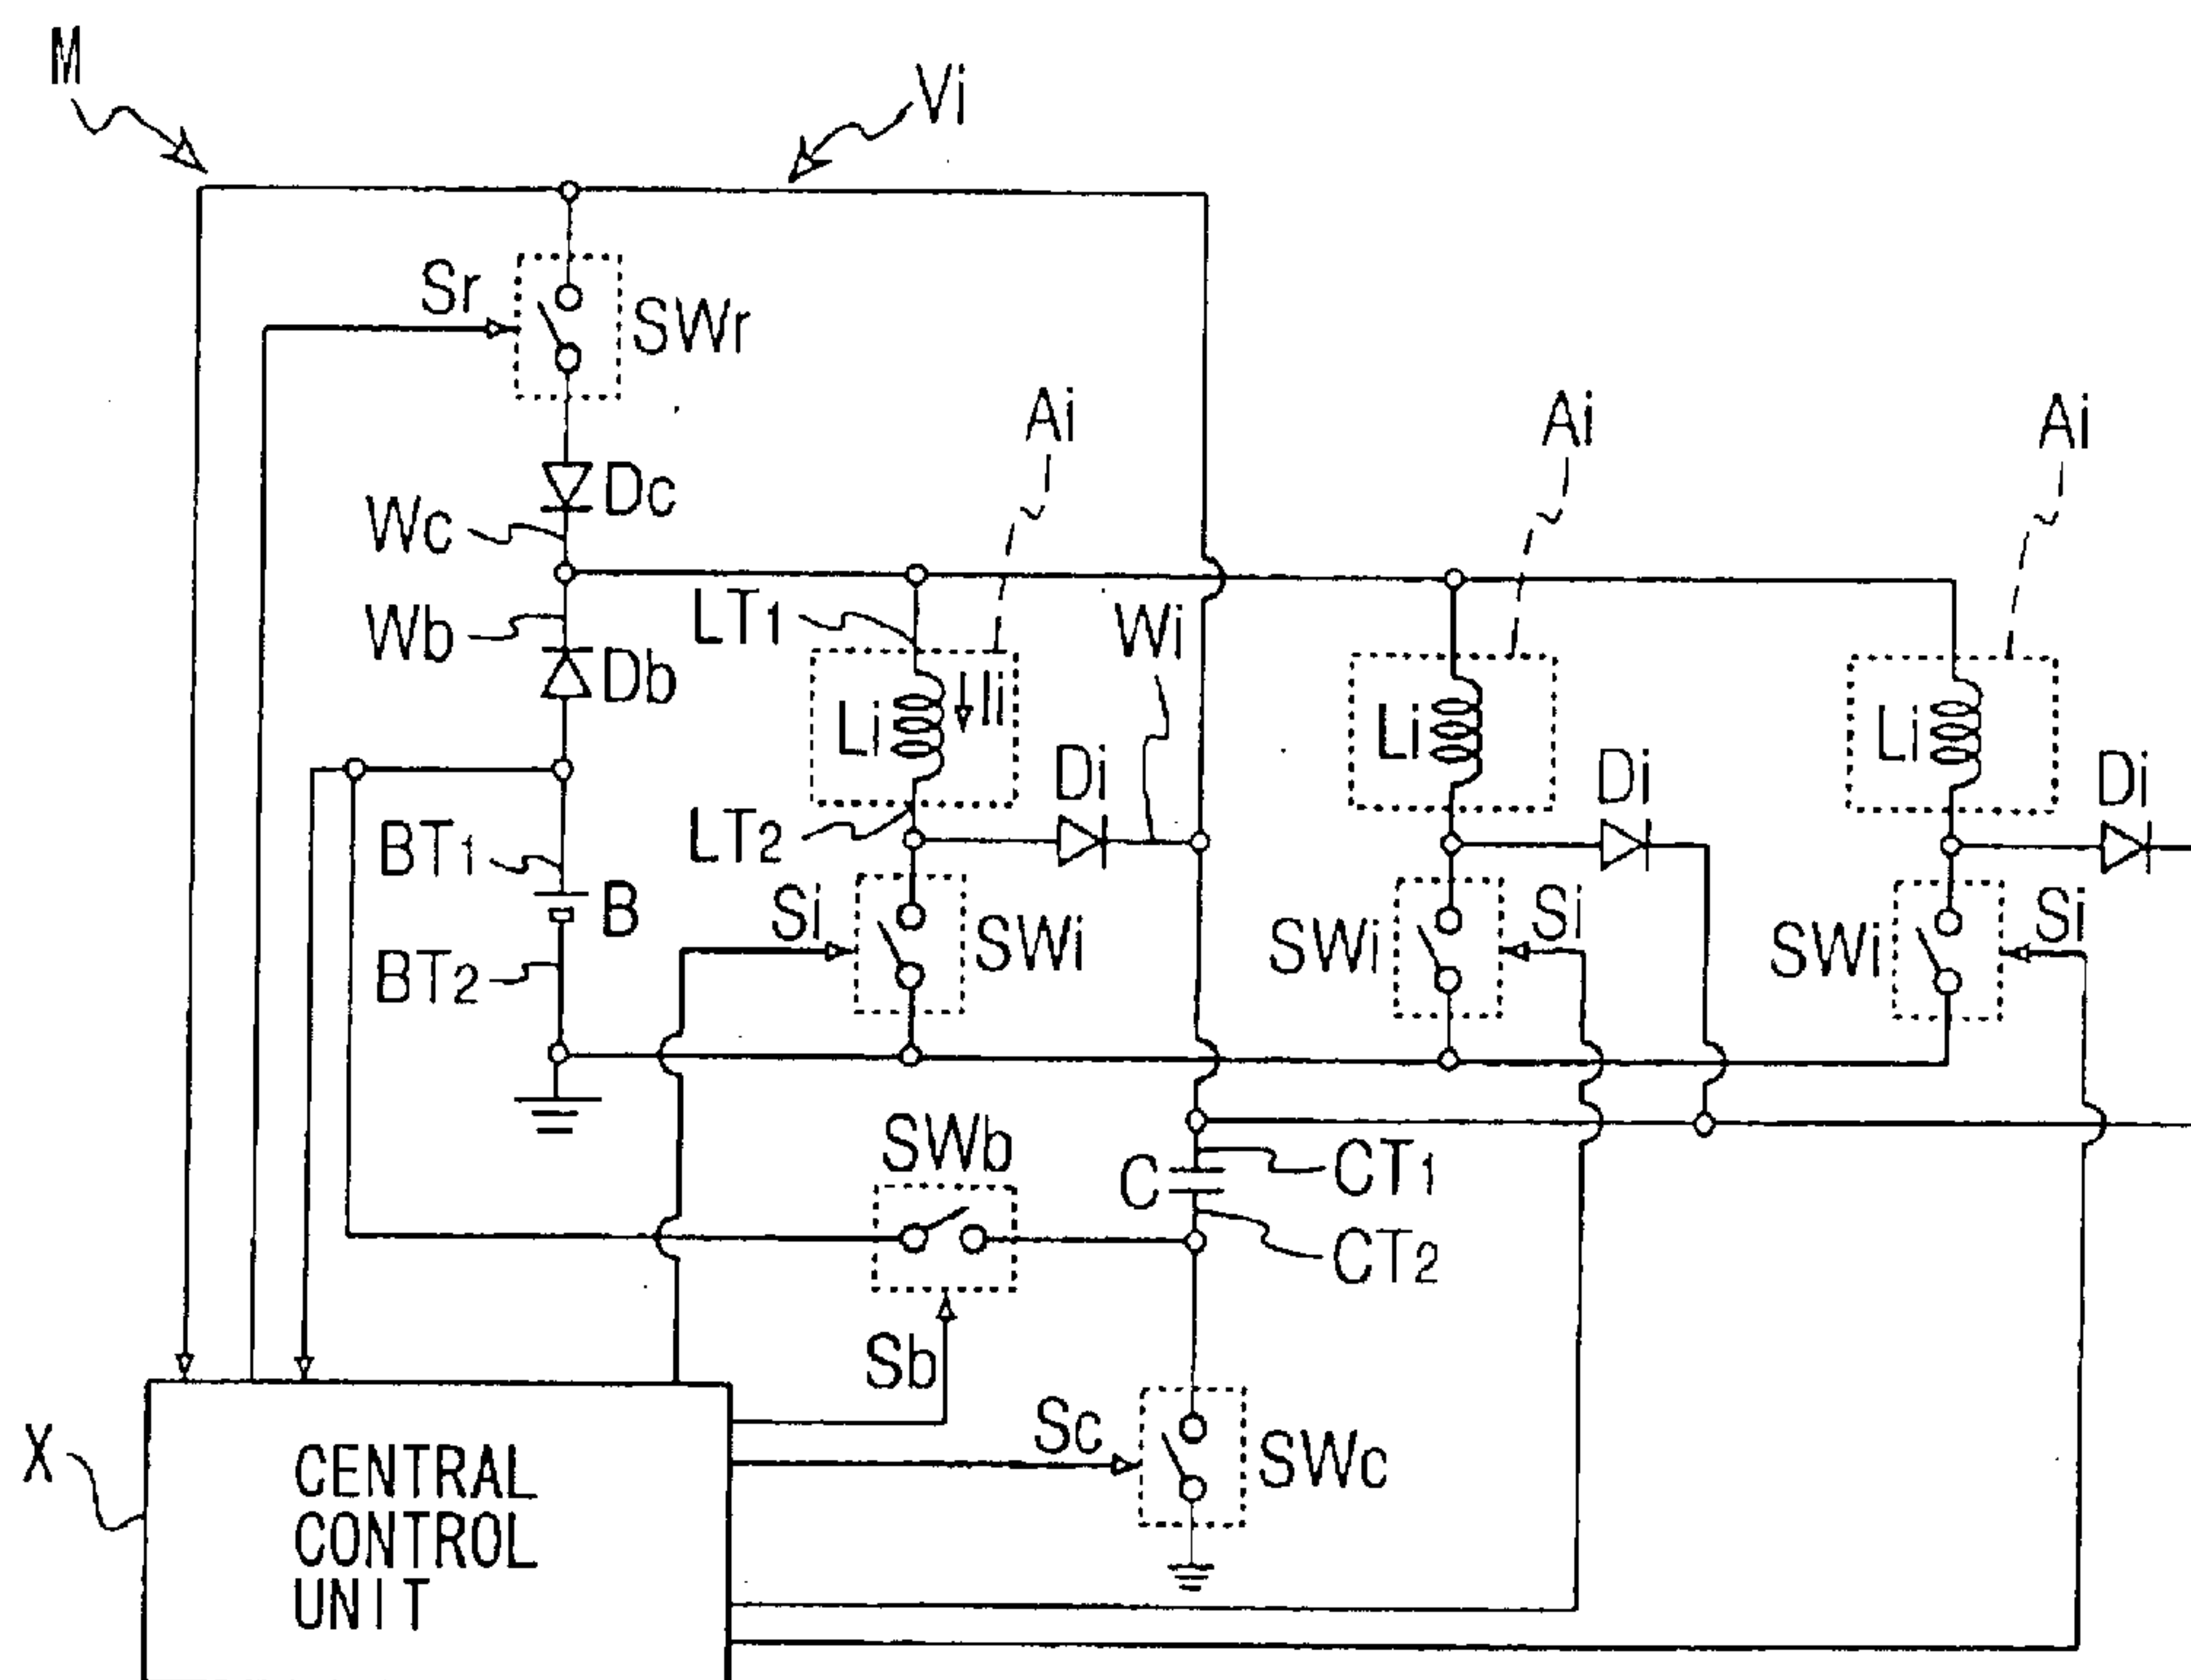 M
Vi
Sr
SWr
Ai
Ai
Ai
Dc
Wc
Wb
LT1
Wi
Db
Li
Ii
Li
Li
Di
Di
Di
BT1
LT2
B
Si
SWi
SWi
Si
SWi
Si
BT2
SWb
C
CT1
CT2
Sb
Sc
SWc
X
CENTRAL
CONTROL
UNIT